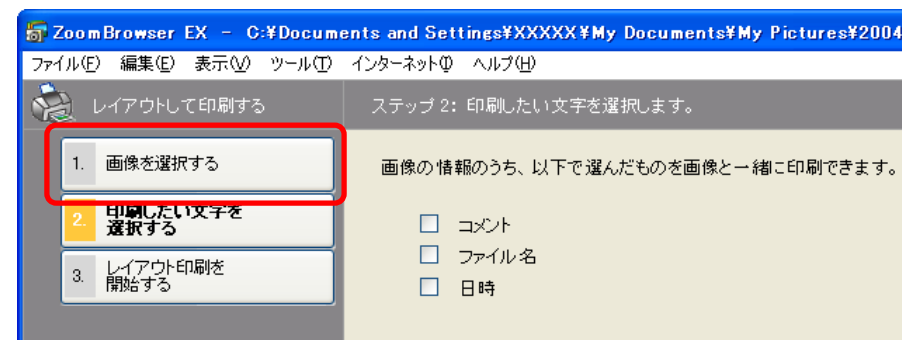 ZoomBrowser EX - C:¥Documents and Settings¥XXXXX¥My Documents¥My Pictures¥2004
ファイル(F) 編集(E) 表示(V) ツール(T) インターネット(I) ヘルプ(H)
レイアウトして印刷する
ステップ 2: 印刷したい文字を選択します。
1. 画像を選択する
2. 印刷したい文字を
選択する
3. レイアウト印刷を
開始する
画像の情報のうち、以下で選んだものを画像と一緒に印刷できます。
コメント
ファイル名
日時